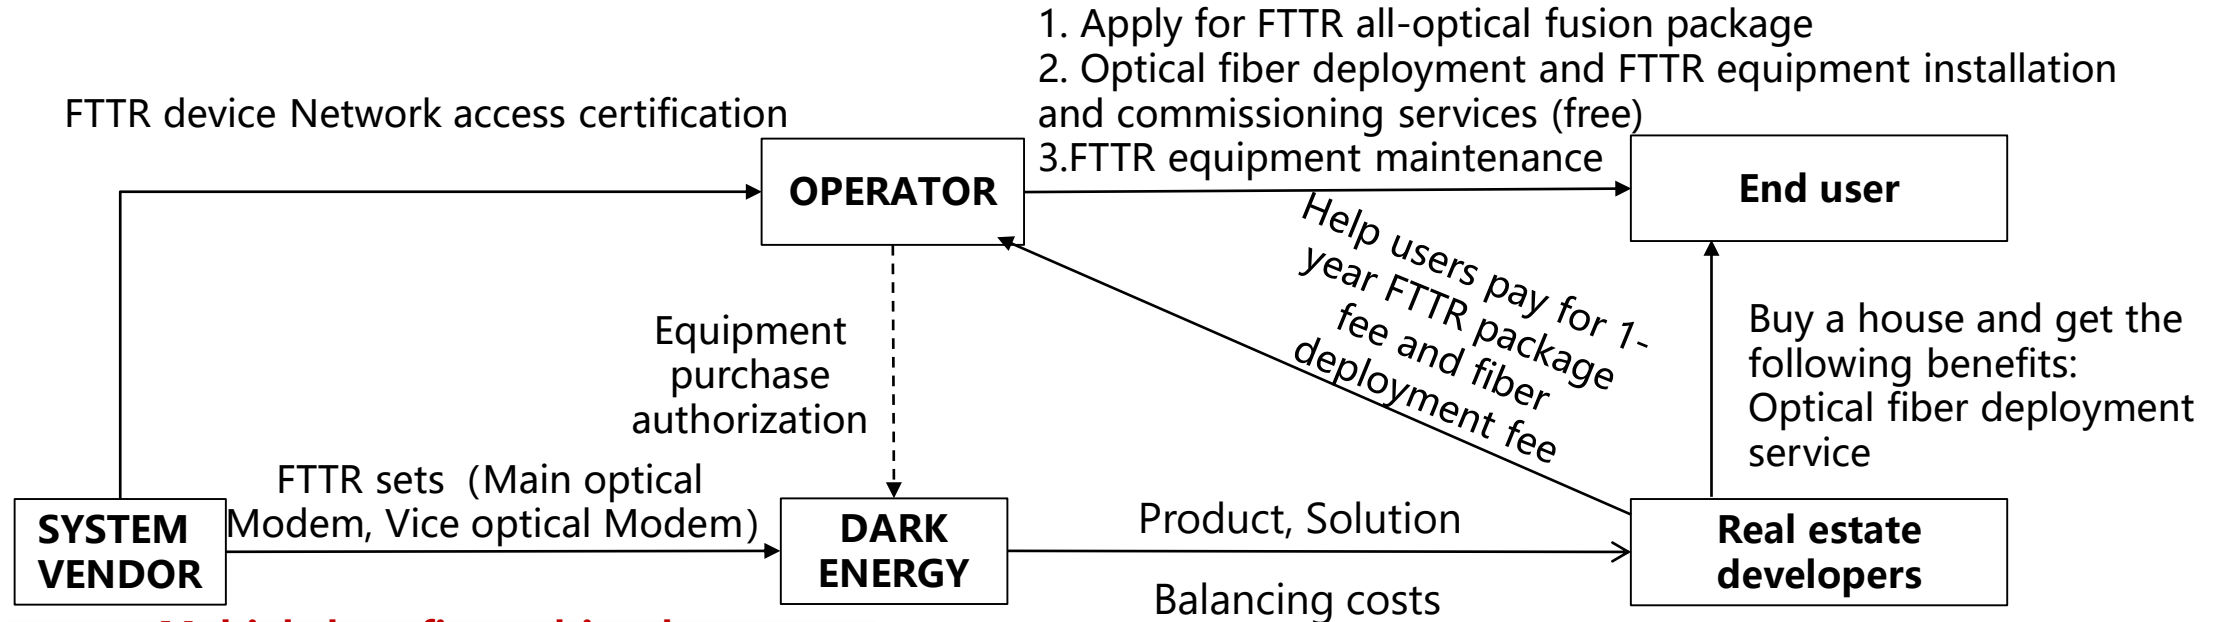 1. Apply for FTTR all-optical fusion package
2. Optical fiber deployment and FTTR equipment installation
and commissioning services (free)
3.FTTR equipment maintenance
FTTR device Network access certification
OPERATOR
End user
Help users pay for 1-
year FTTR package
fee and fiber
deployment fee
Equipment
purchase
authorization
Buy a house and get the
following benefits:
Optical fiber deployment
service
FTTR sets（Main optical
Modem, Vice optical Modem）
SYSTEM
VENDOR
DARK
ENERGY
Product, Solution
Balancing costs
Real estate
developers